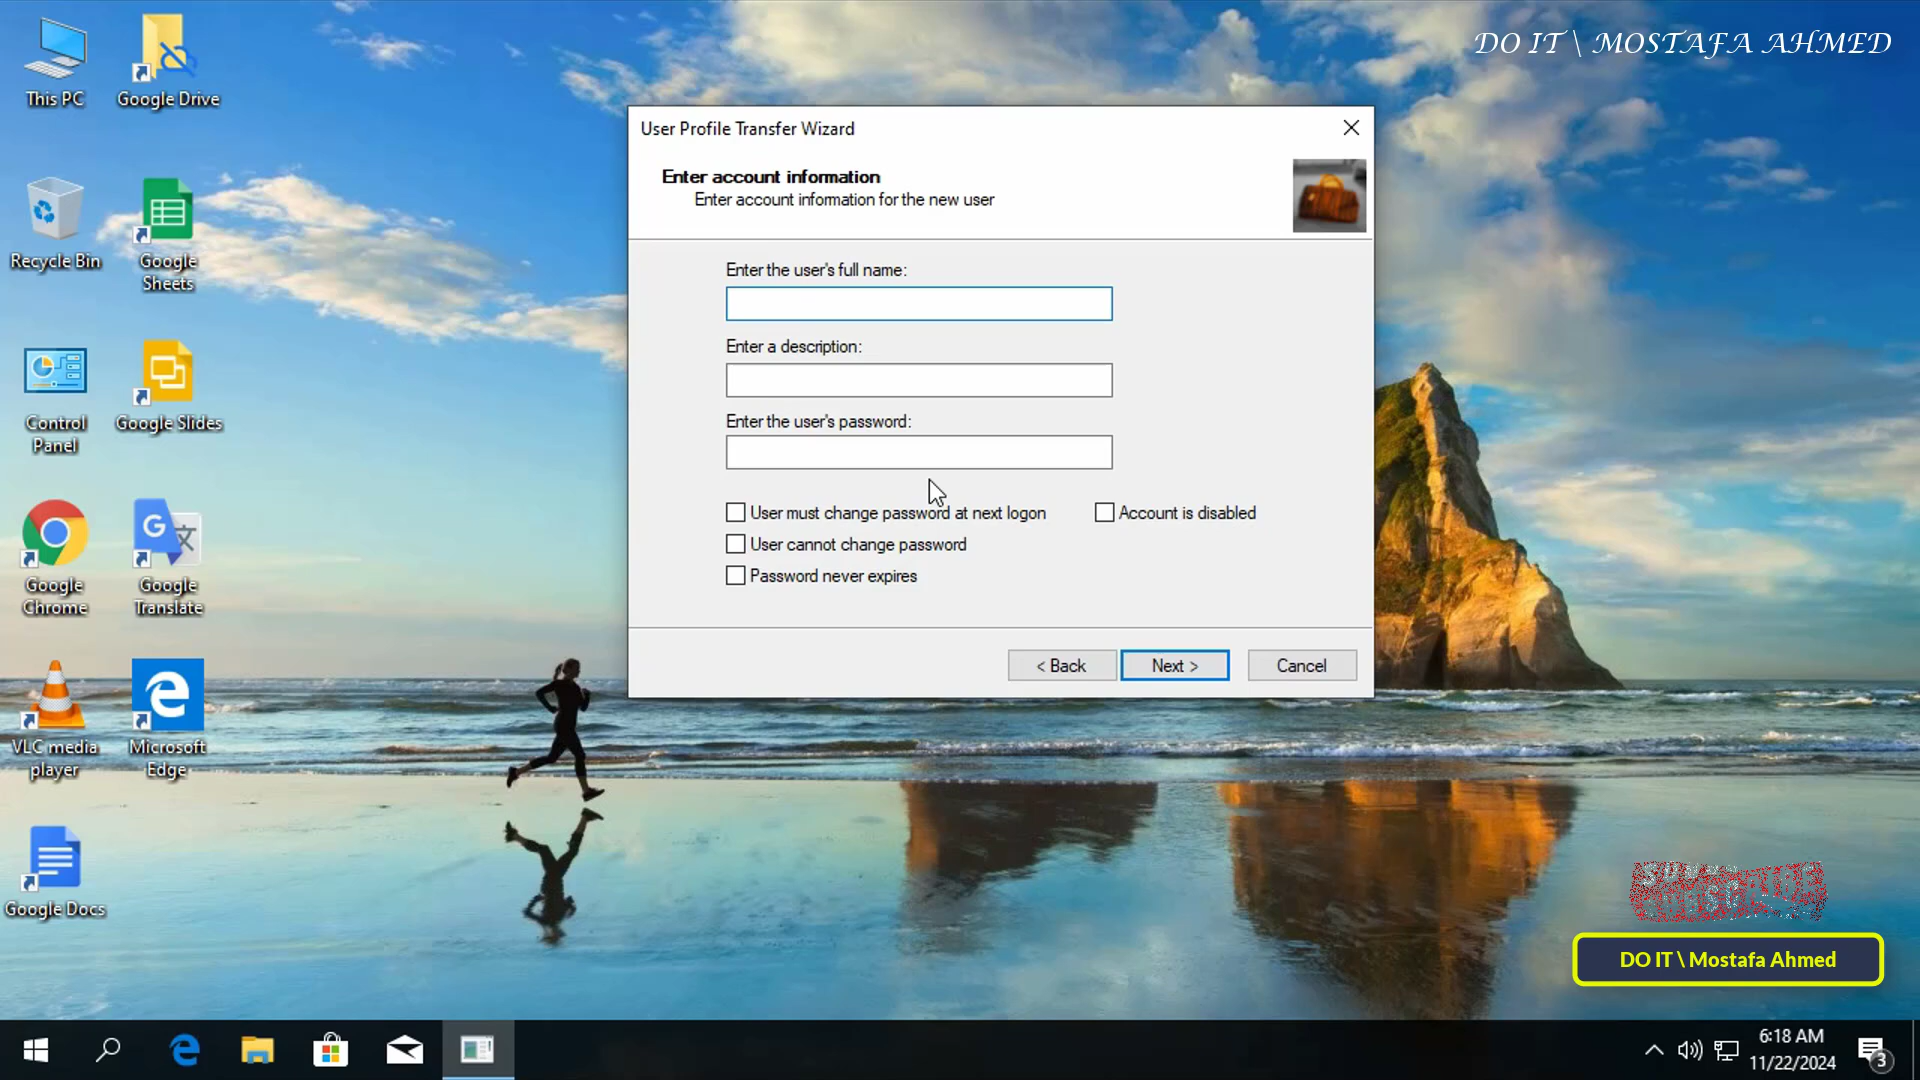 DO IT \ MOSTAFA AHMED
This PC
Google Drive
Recycle Bin
Google
Sheets
Control
Panel
Google Slides
Google
Chrome
Google
Translate
VLC media
player
Microsoft
Edge
Google Docs
User Profile Transfer Wizard
Enter account information
Enter account information for the new user
Enter the user's full name:
Enter a description:
Enter the user's password:
User must change password at next logon
Account is disabled
User cannot change password
Password never expires
< Back
Next >
Cancel
DO IT \ Mostafa Ahmed
6:18 AM
11/22/2024
3